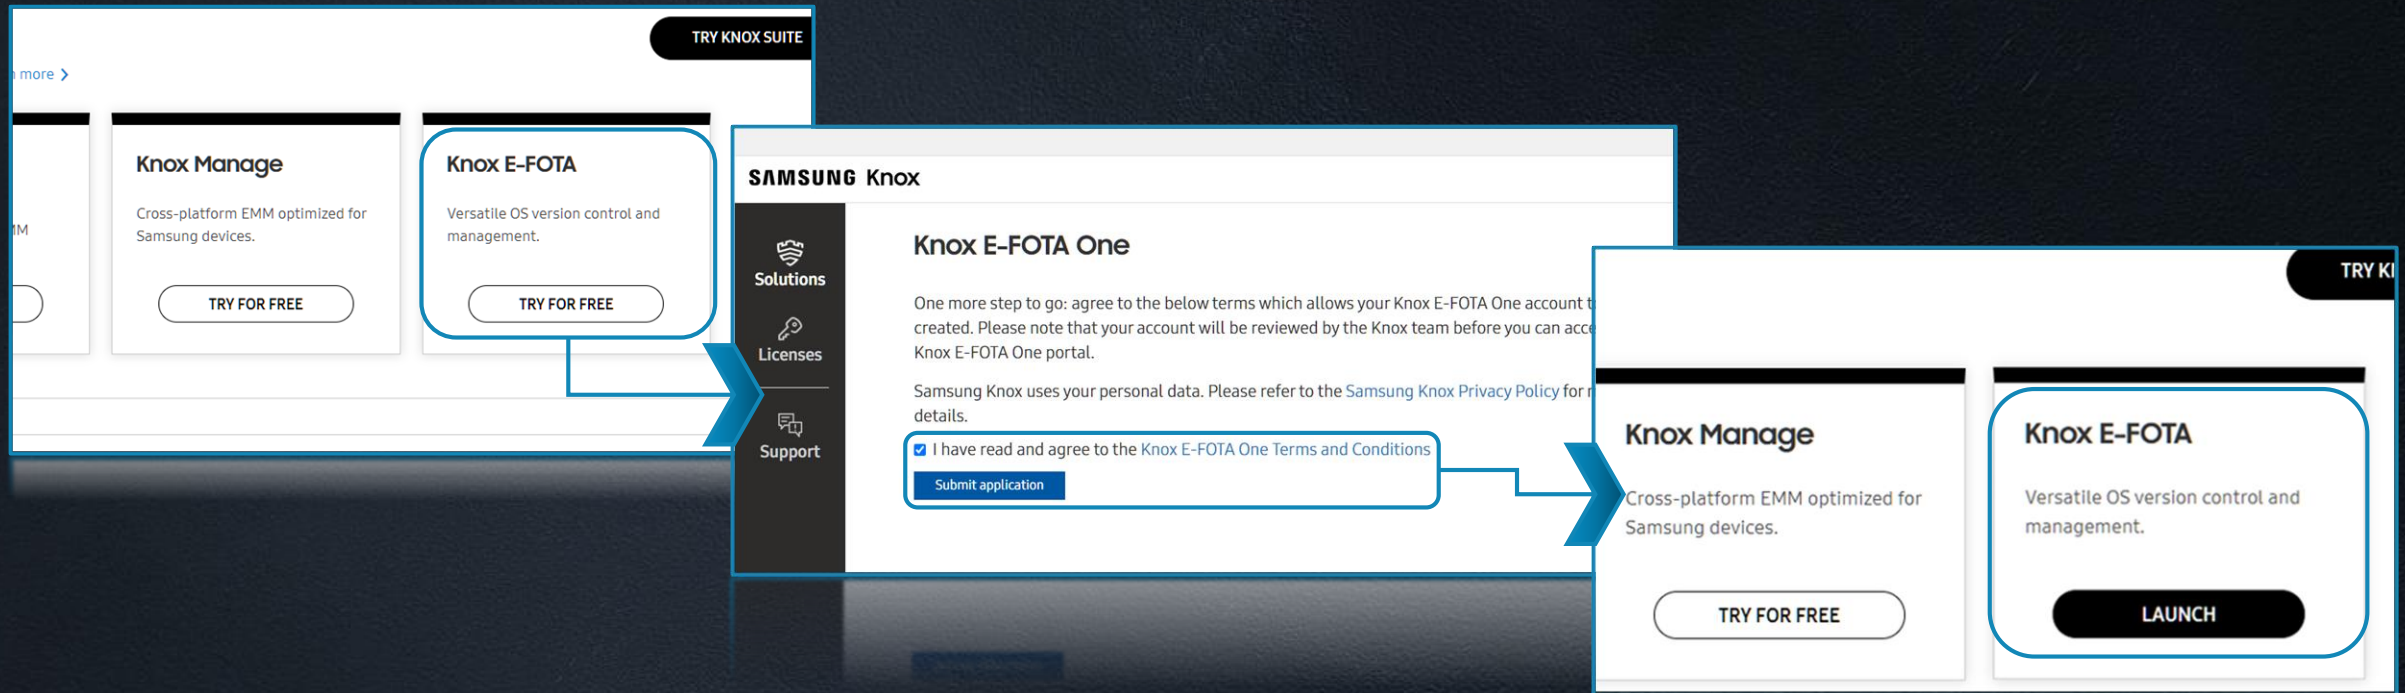 TRY KNOX SUITE
more >
Knox Manage
Cross-platform EMM optimized for
Samsung devices.
TRY FOR FREE
Knox E-FOTA
Versatile OS version control and
management.
TRY FOR FREE
SAMSUNG Knox
Solutions
Licenses
Support
Knox E-FOTA One
One more step to go: agree to the below terms which allows your Knox E-FOTA One account
created. Please note that your account will be reviewed by the Knox team before you can
Knox E-FOTA One portal.
Samsung Knox uses your personal data. Please refer to the Samsung Knox Privacy Policy for
details.
I have read and agree to the Knox E-FOTA One Terms and Conditions
Submit application
TRY
Knox Manage
Cross-platform EMM optimized for
Samsung devices.
TRY FOR FREE
Knox E-FOTA
Versatile OS version control and
management.
LAUNCH